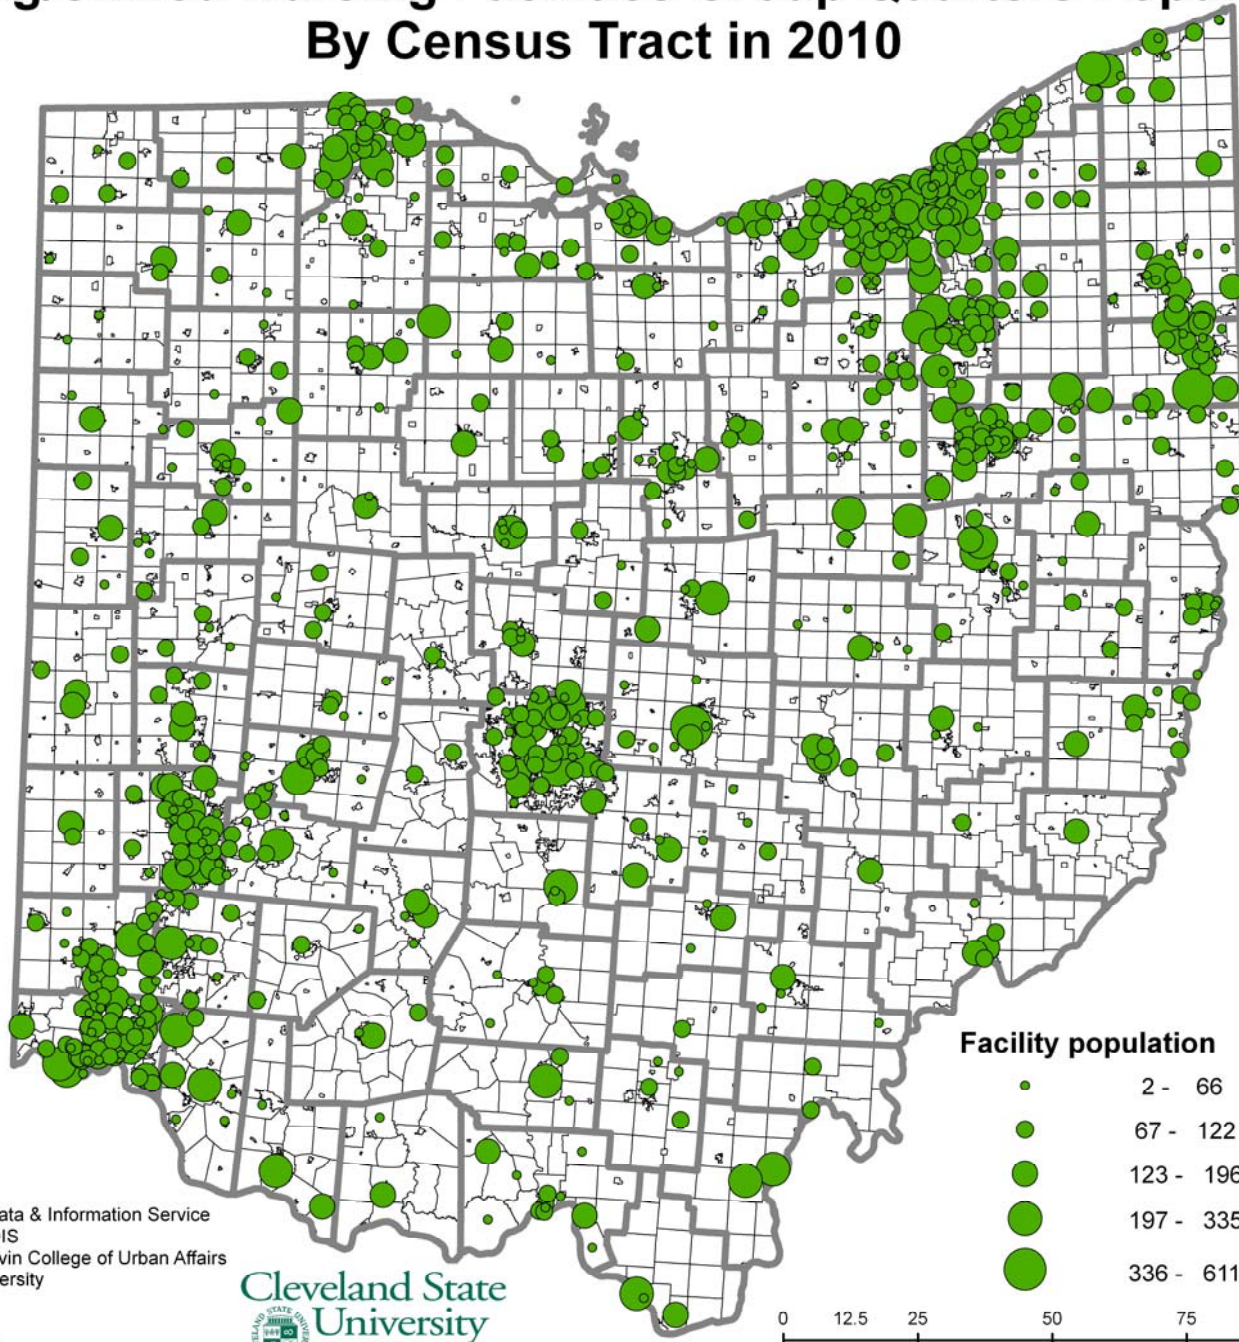 By Census Tract in 2010
Facility population
2 - 66
67 - 122
123 - 196
197 - 335
336 - 611
ata & Information Service
vin College of Urban Affairs
ersity
Cleveland State
University
0 12.5 25 50 75